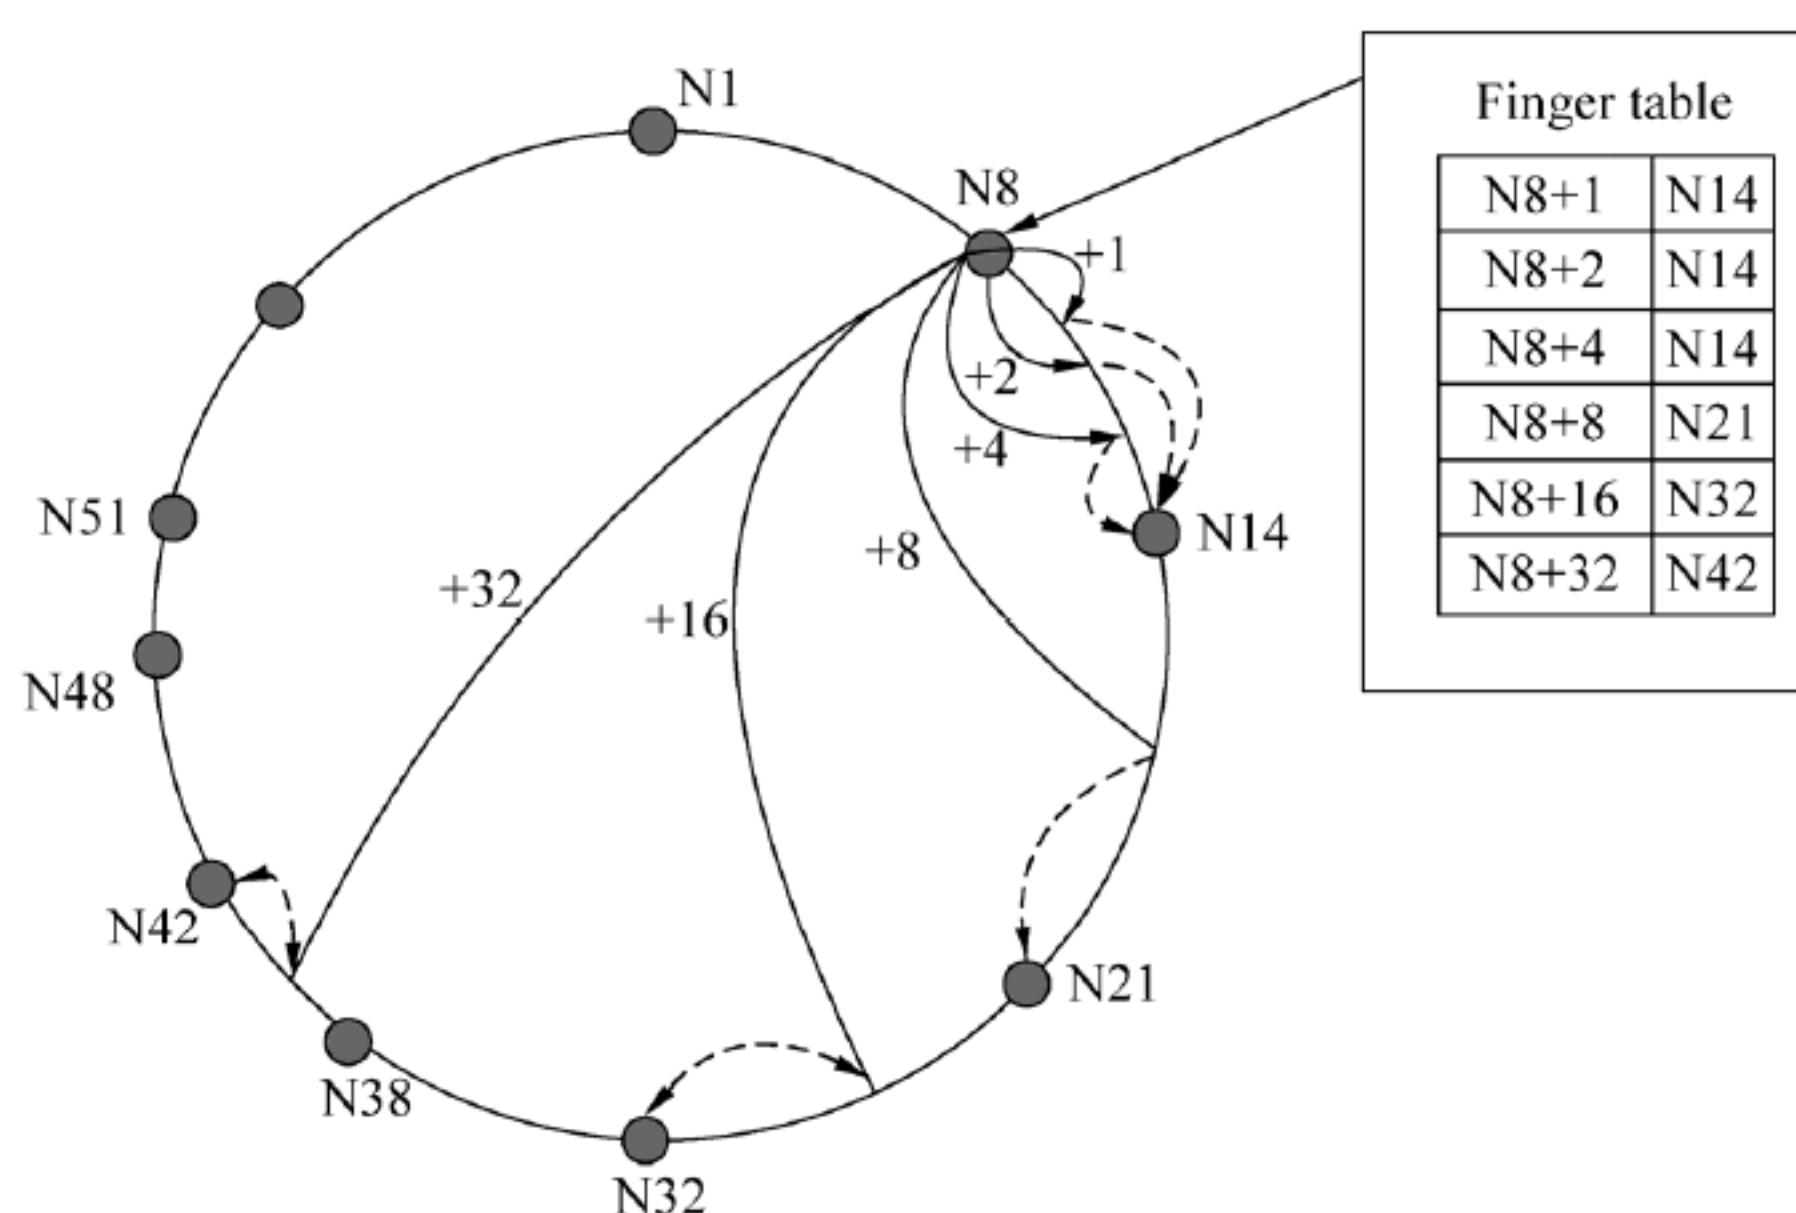 N1
N8
Finger table
N8+1 N14
N8+2 N14
N8+4 N14
N8+8 N21
N8+16 N32
N8+32 N42
+1
+2
+4
+8
+16
+32
N14
N51
N48
N42
N38
N32
N21